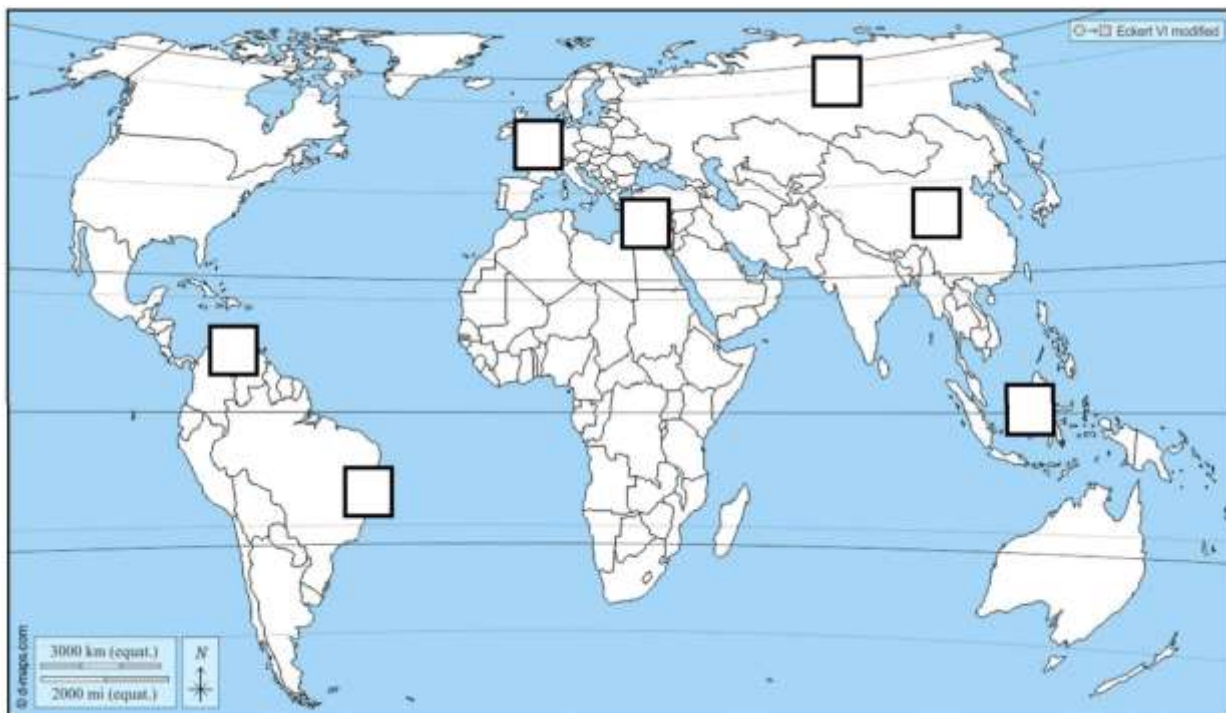 Eckert VI modified
© d-maps.com
3000 km (equat.)
2000 mi (equat.)
N